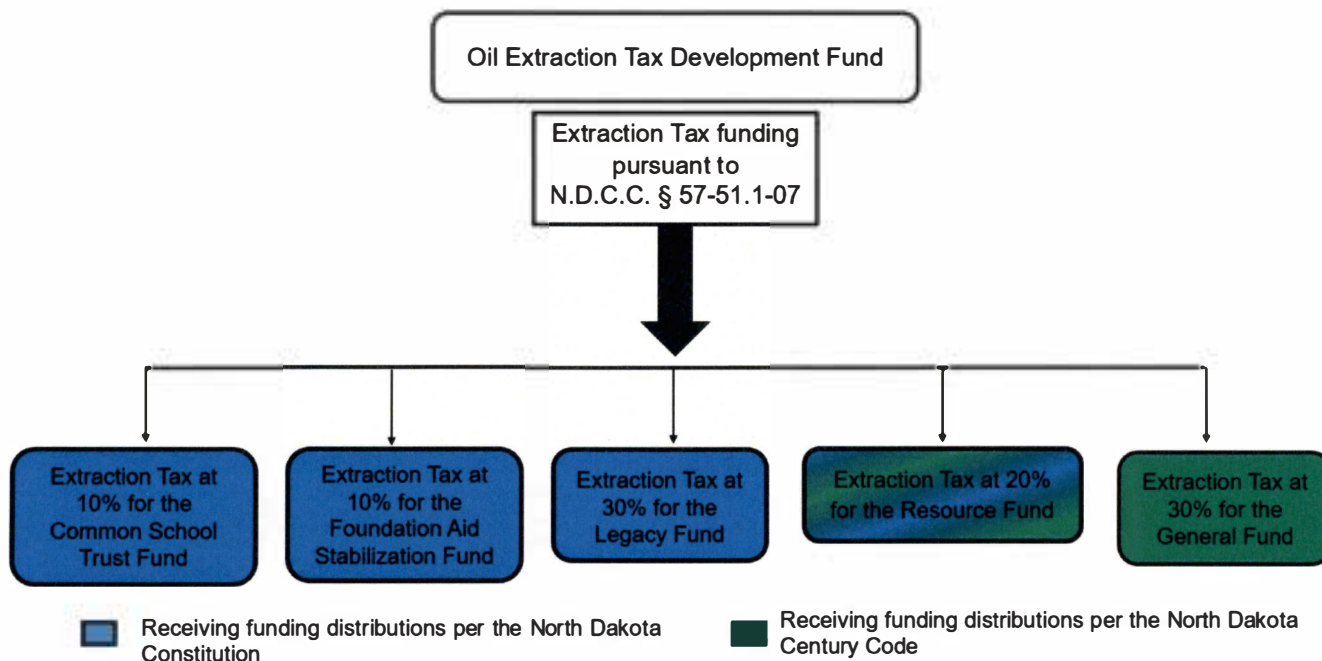 Oil Extraction Tax Development Fund
Extraction Tax funding
pursuant to
N.D.C.C. § 57-51.1-07
Extraction Tax at
10% for the
Common School
Trust Fund
Extraction Tax at
10% for the
Foundation Aid
Stabilization Fund
Extraction Tax at
30% for the
Legacy Fund
Extraction Tax at 20%
for the Resource Fund
Extraction Tax at
30% for the
General Fund
Receiving funding distributions per the North Dakota
Constitution
Receiving funding distributions per the North Dakota
Century Code